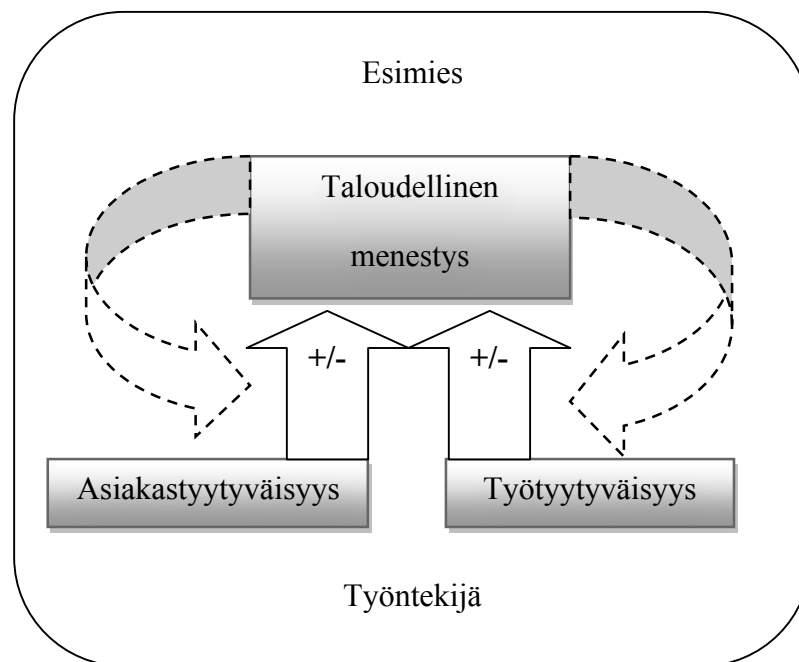 Esimies
Taloudellinen
menestys
+/- +/-
Asiakastyytyväisyys Työtyytyväisyys
Työntekijä